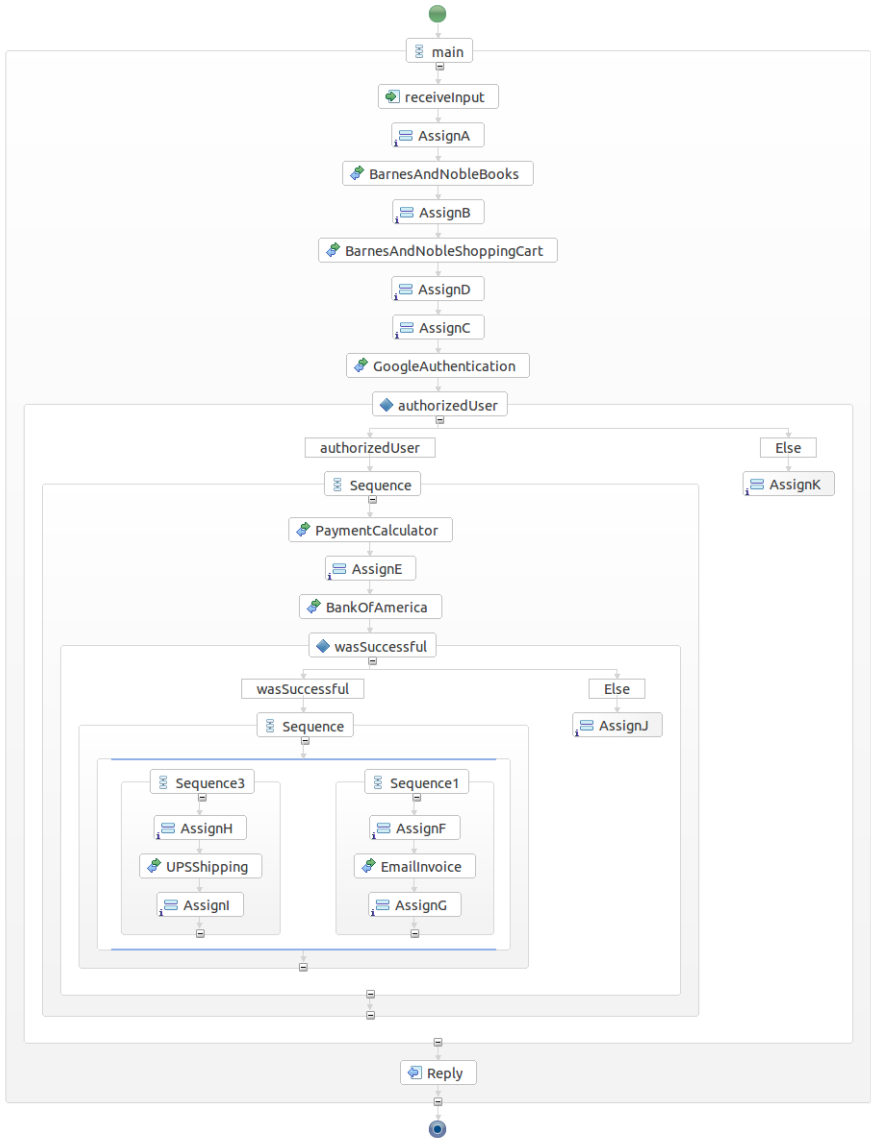 main
receiveInput
AssignA
BarnesAndNobleBooks
AssignB
BarnesAndNobleShoppingCart
AssignD
AssignC
GoogleAuthentication
authorizedUser
authorizedUser
Else
Sequence
AssignK
PaymentCalculator
AssignE
BankOfAmerica
wasSuccessful
wasSuccessful
Else
Sequence
AssignJ
Sequence3
Sequence1
AssignH
AssignF
UPSShipping
EmailInvoice
AssignI
AssignG
Reply